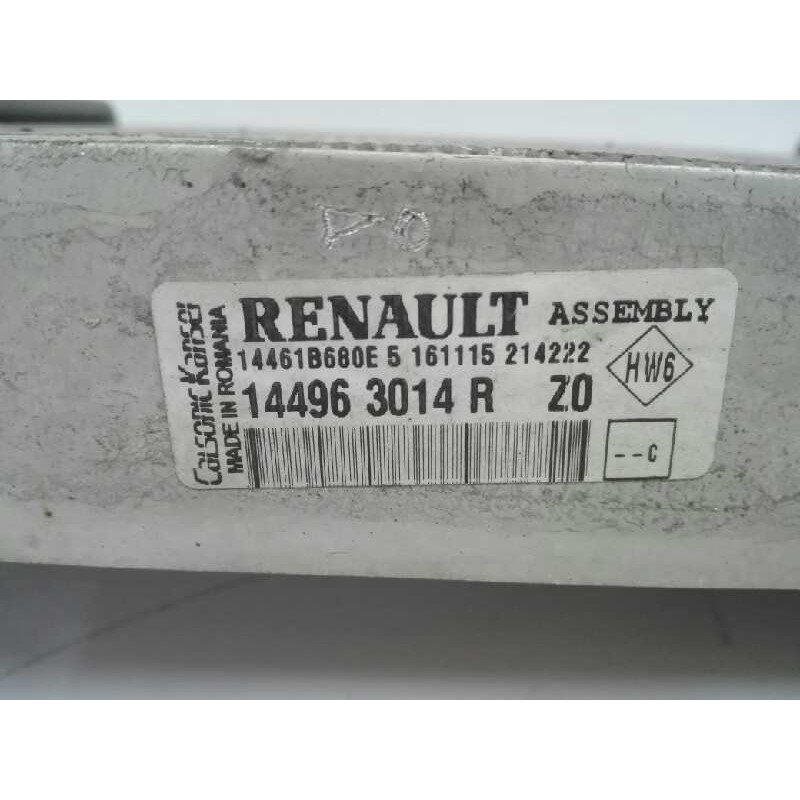 RENAULT ASSEMBLY
14461B680E 5 161115 214222
14496 3014 R Z0
HW6
--C
Calsonic Kansei
MADE IN ROMANIA